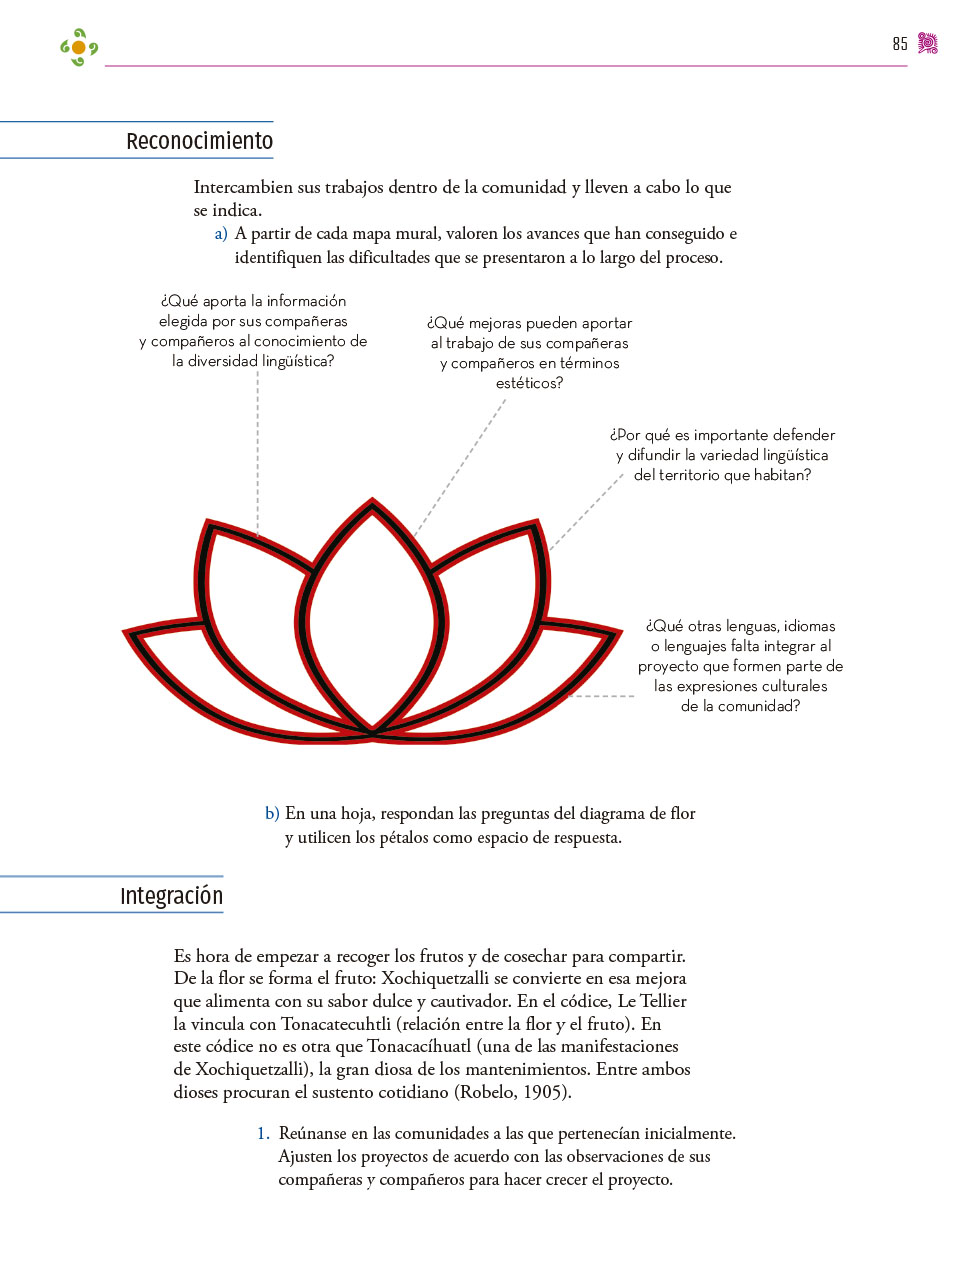 85
Reconocimiento
Intercambien sus trabajos dentro de la comunidad y lleven a cabo lo que
se indica.
a) A partir de cada mapa mural, valoren los avances que han conseguido e
identifiquen las dificultades que se presentaron a lo largo del proceso.
¿Qué aporta la información
elegida por sus compañeras
y compañeros al conocimiento de
la diversidad lingüística?
¿Qué mejoras pueden aportar
al trabajo de sus compañeras
y compañeros en términos
estéticos?
¿Por qué es importante defender
y difundir la variedad lingüística
del territorio que habitan?
¿Qué otras lenguas, idiomas
o lenguajes falta integrar al
proyecto que formen parte de
las expresiones culturales
de la comunidad?
b) En una hoja, respondan las preguntas del diagrama de flor
y utilicen los pétalos como espacio de respuesta.
Integración
Es hora de empezar a recoger los frutos y de cosechar para compartir.
De la flor se forma el fruto: Xochiquetzalli se convierte en esa mejora
que alimenta con su sabor dulce y cautivador. En el códice, Le Tellier
la vincula con Tonacatecuhtli (relación entre la flor y el fruto). En
este códice no es otra que Tonacacíhuatl (una de las manifestaciones
de Xochiquetzalli), la gran diosa de los mantenimientos. Entre ambos
dioses procuran el sustento cotidiano (Robelo, 1905).
1. Reúnanse en las comunidades a las que pertenecían inicialmente.
Ajusten los proyectos de acuerdo con las observaciones de sus
compañeras y compañeros para hacer crecer el proyecto.